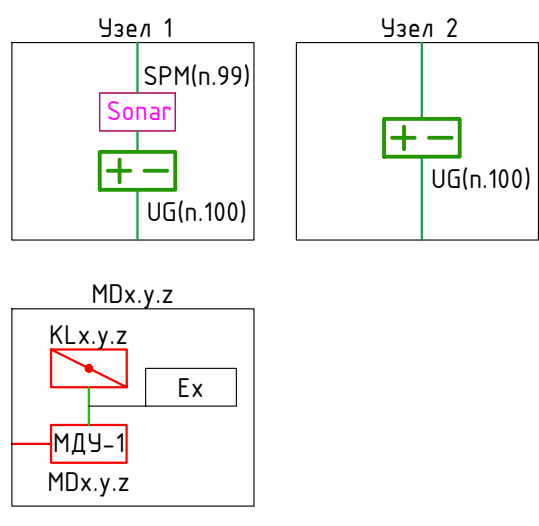 Узел 1
SPM(п.99)
Sonar
+ −
UG(п.100)
Узел 2
+ −
UG(п.100)
MDx.y.z
KLx.y.z
Ex
МДУ-1
MDx.y.z